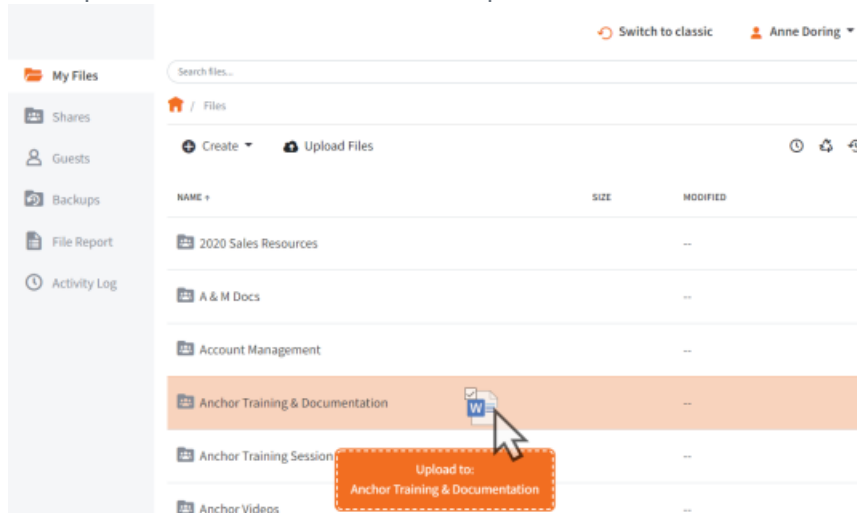 Switch to classic
Anne Doring
My Files
Search files...
/ Files
Shares
Create
Upload Files
Guests
Backups
NAME ↑ SIZE MODIFIED
File Report
2020 Sales Resources --
Activity Log
A & M Docs --
Account Management --
Anchor Training & Documentation --
W
Anchor Training Session --
Upload to:
Anchor Training & Documentation
Anchor Videos --